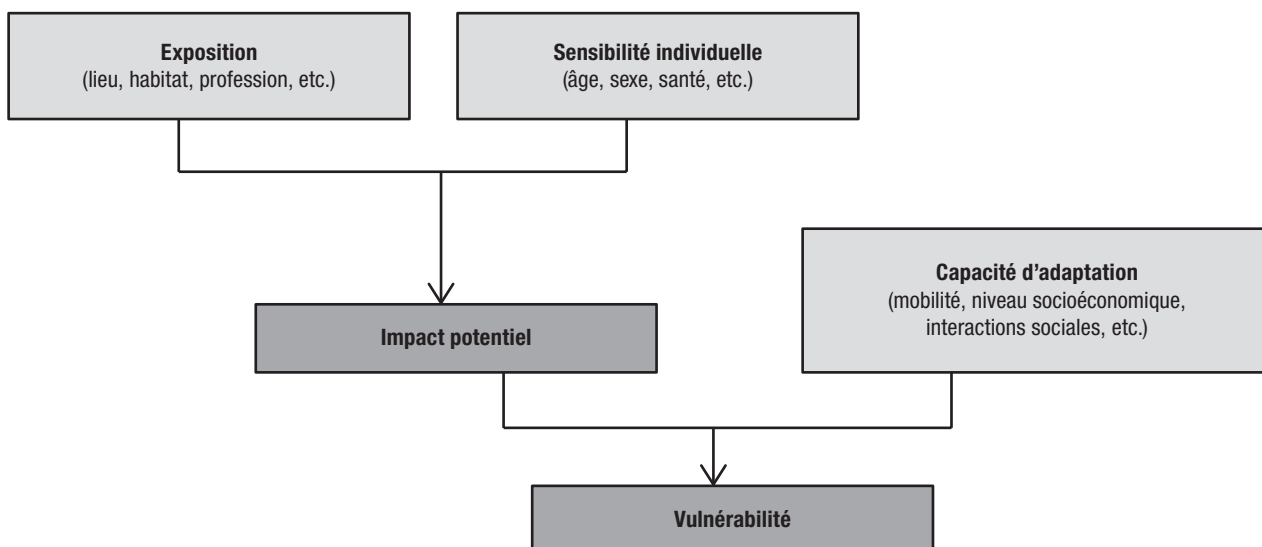 Exposition
(lieu, habitat, profession, etc.)
Sensibilité individuelle
(âge, sexe, santé, etc.)
Capacité d’adaptation
(mobilité, niveau socioéconomique,
interactions sociales, etc.)
Impact potentiel
Vulnérabilité